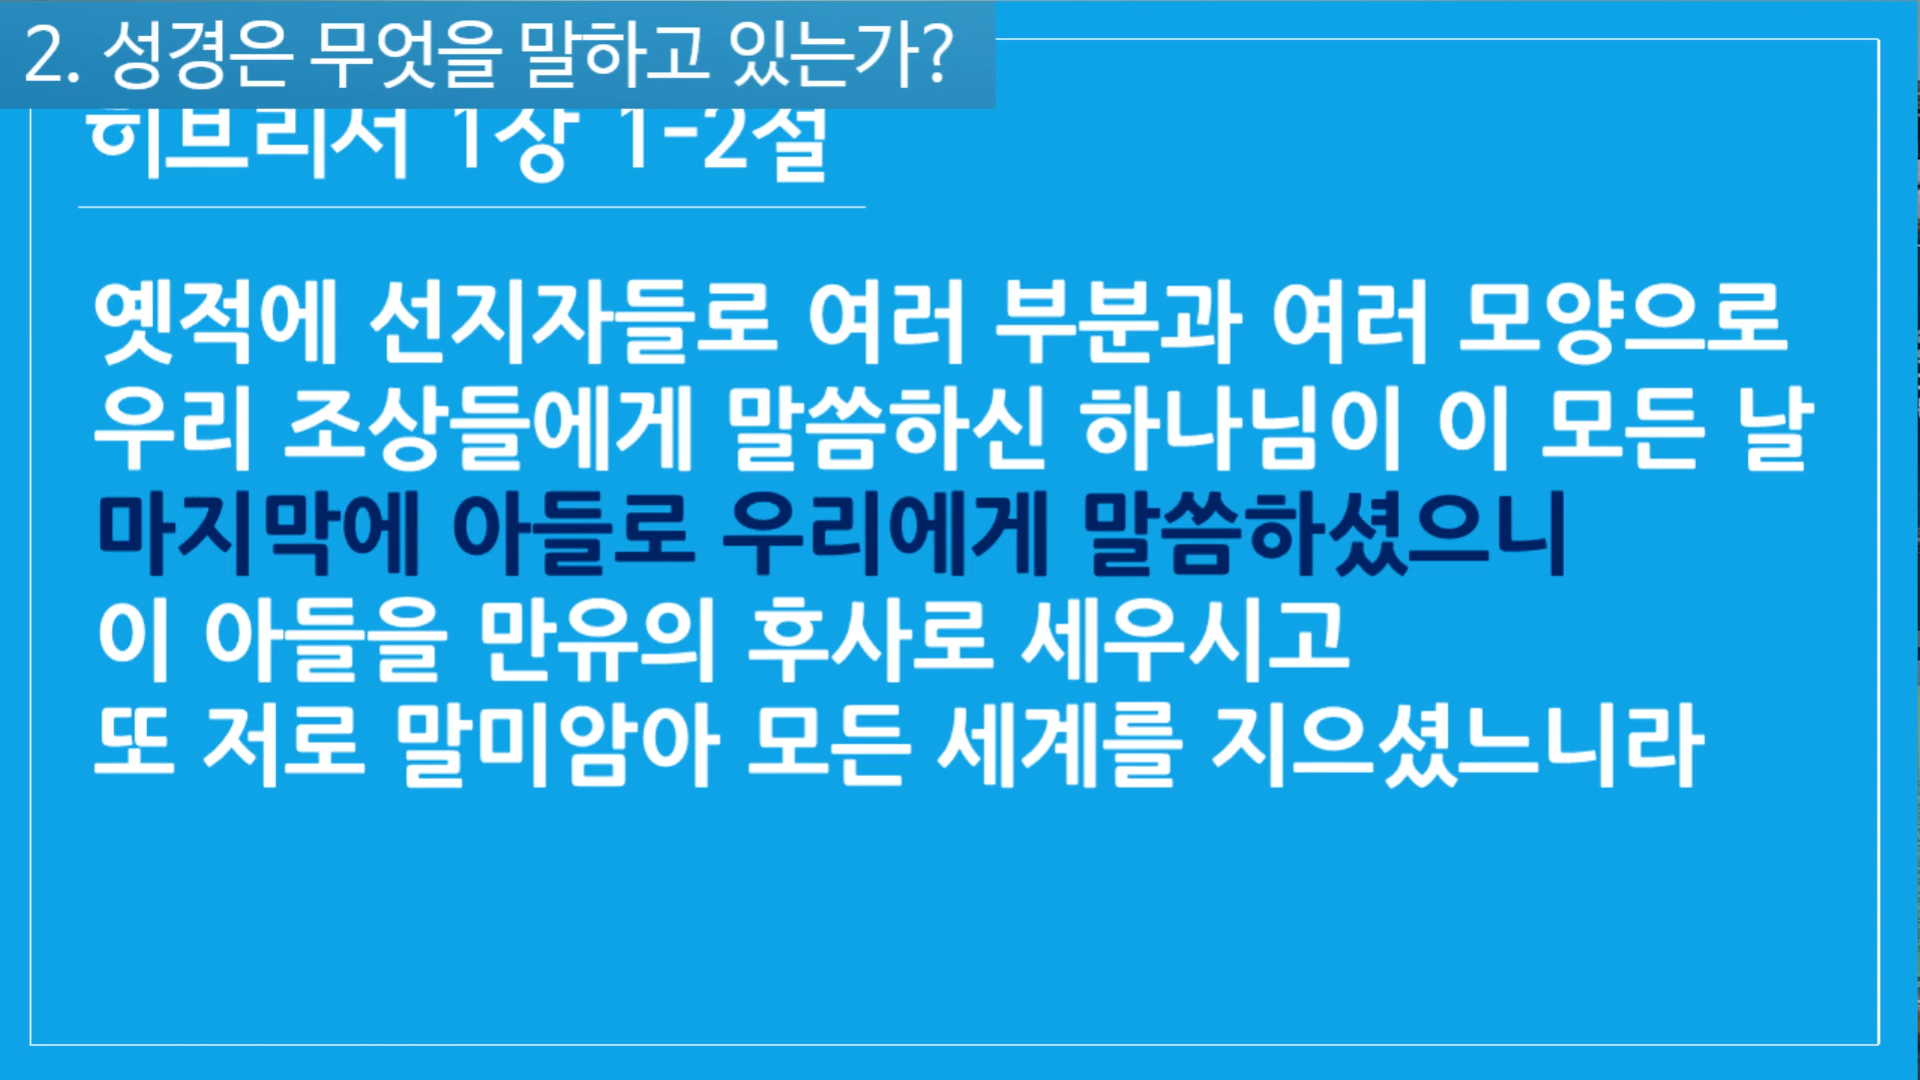 2. 성경은 무엇을 말하고 있는가?
히브리서 1장 1-2절
옛적에 선지자들로 여러 부분과 여러 모양으로
우리 조상들에게 말씀하신 하나님이 이 모든 날
마지막에 아들로 우리에게 말씀하셨으니
이 아들을 만유의 후사로 세우시고
또 저로 말미암아 모든 세계를 지으셨느니라